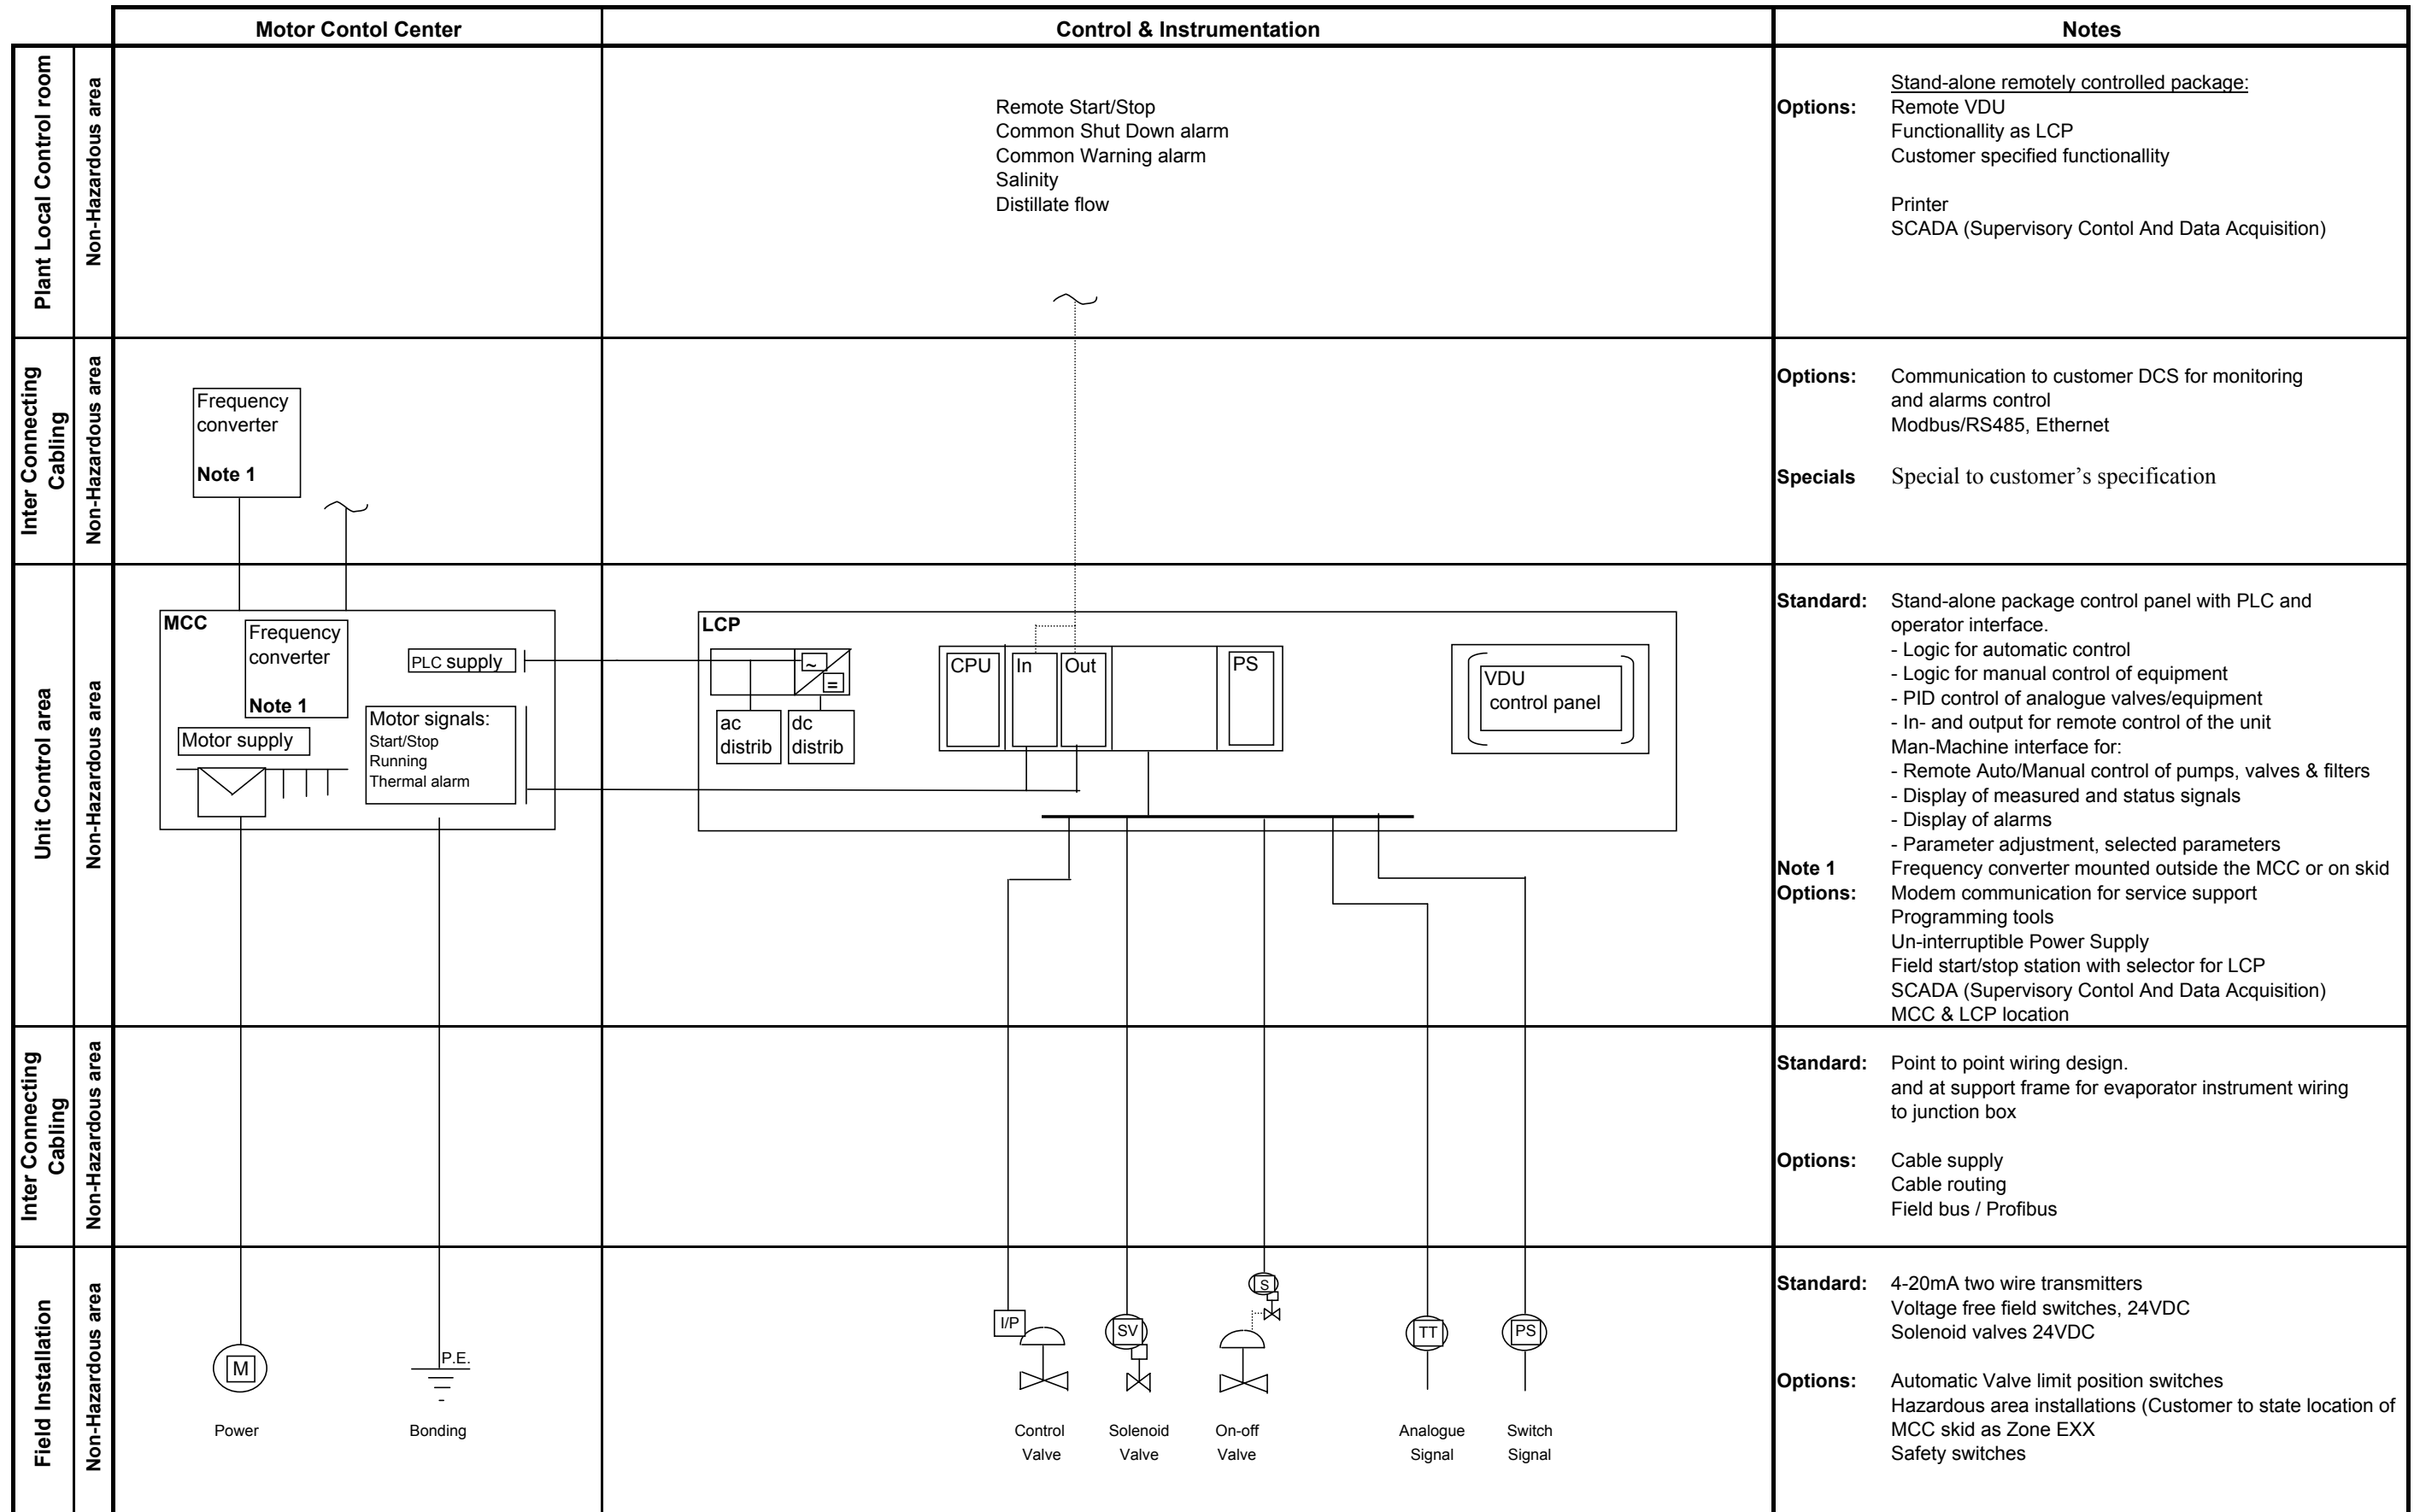 Motor Contol Center
Control & Instrumentation
Notes
Plant Local Control room
Non-Hazardous area
Remote Start/Stop
Common Shut Down alarm
Common Warning alarm
Salinity
Distillate flow
Stand-alone remotely controlled package:
Options: Remote VDU
Functionallity as LCP
Customer specified functionallity
Printer
SCADA (Supervisory Contol And Data Acquisition)
Inter Connecting
Cabling
Non-Hazardous area
Frequency
converter
Note 1
Options: Communication to customer DCS for monitoring
and alarms control
Modbus/RS485, Ethernet
Specials Special to customer’s specification
Unit Control area
Non-Hazardous area
MCC
Frequency
converter
Note 1
PLC supply
Motor supply
Motor signals:
Start/Stop
Running
Thermal alarm
LCP
~
=
ac
distrib
dc
distrib
CPU
In
Out
PS
VDU
control panel
Standard: Stand-alone package control panel with PLC and
operator interface.
- Logic for automatic control
- Logic for manual control of equipment
- PID control of analogue valves/equipment
- In- and output for remote control of the unit
Man-Machine interface for:
- Remote Auto/Manual control of pumps, valves & filters
- Display of measured and status signals
- Display of alarms
- Parameter adjustment, selected parameters
Note 1 Frequency converter mounted outside the MCC or on skid
Options: Modem communication for service support
Programming tools
Un-interruptible Power Supply
Field start/stop station with selector for LCP
SCADA (Supervisory Contol And Data Acquisition)
MCC & LCP location
Inter Connecting
Cabling
Non-Hazardous area
Standard: Point to point wiring design.
and at support frame for evaporator instrument wiring
to junction box
Options: Cable supply
Cable routing
Field bus / Profibus
Field Installation
Non-Hazardous area
M
Power
P.E.
Bonding
I/P
Control
Valve
SV
Solenoid
Valve
S
On-off
Valve
TT
Analogue
Signal
PS
Switch
Signal
Standard: 4-20mA two wire transmitters
Voltage free field switches, 24VDC
Solenoid valves 24VDC
Options: Automatic Valve limit position switches
Hazardous area installations (Customer to state location of
MCC skid as Zone EXX
Safety switches